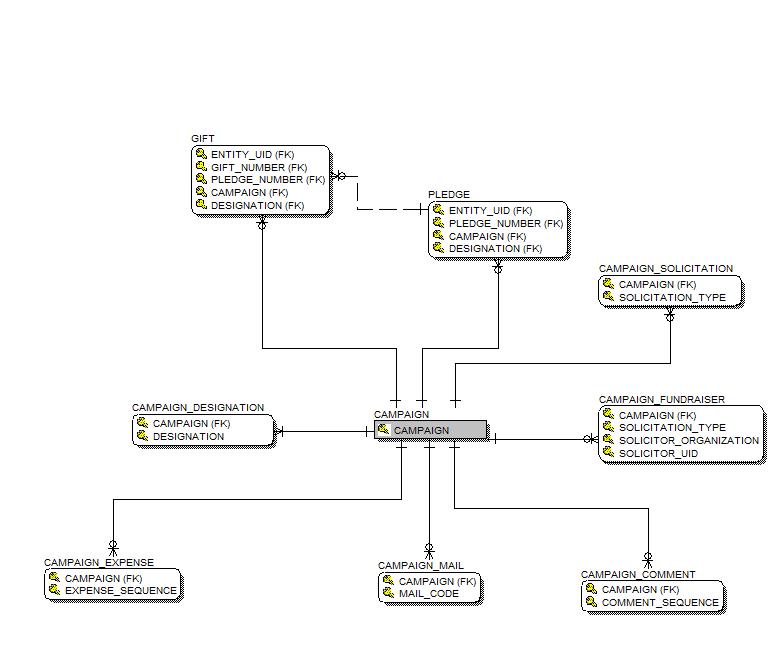 GIFT
ENTITY_UID (FK)
GIFT_NUMBER (FK)
PLEDGE_NUMBER (FK)
CAMPAIGN (FK)
DESIGNATION (FK)
PLEDGE
ENTITY_UID (FK)
PLEDGE_NUMBER (FK)
CAMPAIGN (FK)
DESIGNATION (FK)
CAMPAIGN_SOLICITATION
CAMPAIGN (FK)
SOLICITATION_TYPE
CAMPAIGN_DESIGNATION
CAMPAIGN (FK)
DESIGNATION
CAMPAIGN
CAMPAIGN
CAMPAIGN_FUNDRAISER
CAMPAIGN (FK)
SOLICITATION_TYPE
SOLICITOR_ORGANIZATION
SOLICITOR_UID
CAMPAIGN_EXPENSE
CAMPAIGN (FK)
EXPENSE_SEQUENCE
CAMPAIGN_MAIL
CAMPAIGN (FK)
MAIL_CODE
CAMPAIGN_COMMENT
CAMPAIGN (FK)
COMMENT_SEQUENCE